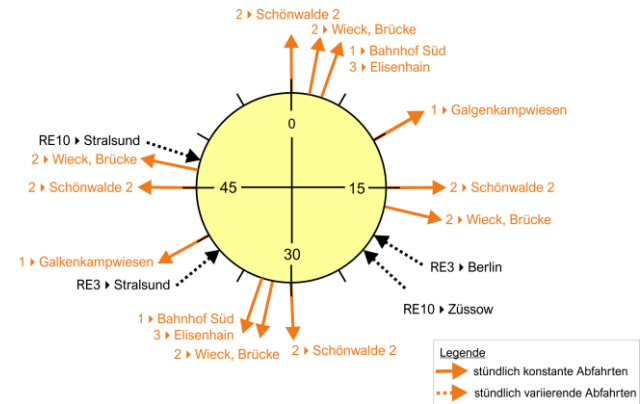 2 ▸ Schönwalde 2
2 ▸ Wieck, Brücke
1 ▸ Bahnhof Süd
3 ▸ Elisenhain
1 ▸ Galgenkampwiesen
0
RE10 ▸ Stralsund
2 ▸ Wieck, Brücke
2 ▸ Schönwalde 2
45
15
2 ▸ Schönwalde 2
2 ▸ Wieck, Brücke
30
1 ▸ Galkenkampwiesen
RE3 ▸ Stralsund
RE3 ▸ Berlin
RE10 ▸ Züssow
1 ▸ Bahnhof Süd
3 ▸ Elisenhain
2 ▸ Wieck, Brücke
2 ▸ Schönwalde 2
Legende
stündlich konstante Abfahrten
stündlich variierende Abfahrten